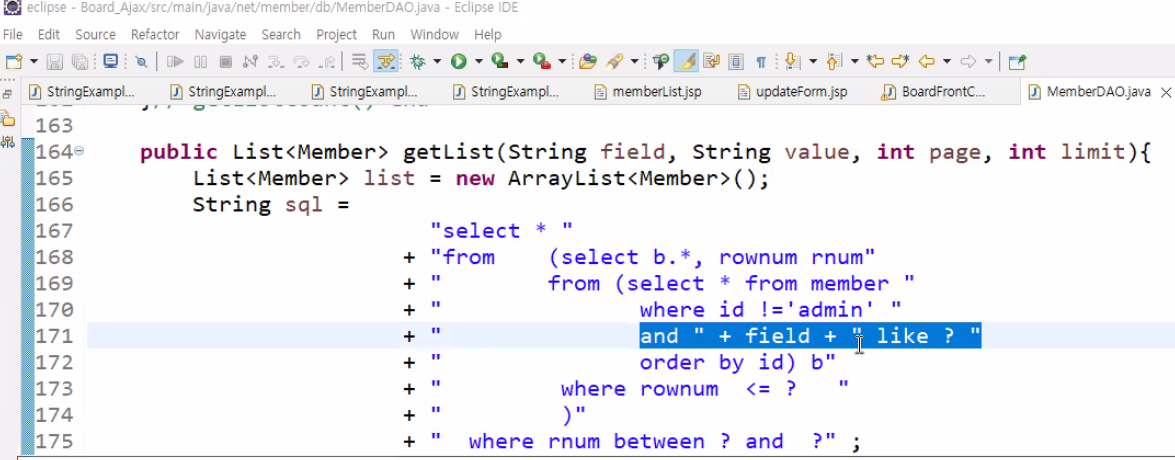 eclipse - Board_Ajax/src/main/java/net/member/db/MemberDAO.java - Eclipse IDE
File Edit Source Refactor Navigate Search Project Run Window Help
StringExampl... StringExampl... StringExampl... StringExampl... memberList.jsp updateForm.jsp BoardFrontC... MemberDAO.java
163
164 public List<Member> getList(String field, String value, int page, int limit){
165 List<Member> list = new ArrayList<Member>();
166 String sql =
167 "select * "
168 + "from (select b.*, rownum rnum"
169 + " from (select * from member "
170 + " where id !='admin' "
171 + " and " + field + " like ? "
172 + " order by id) b"
173 + " where rownum <= ? "
174 + " )"
175 + " where rnum between ? and ?" ;